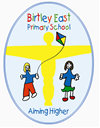 Birtley East
Primary School
Aiming Higher